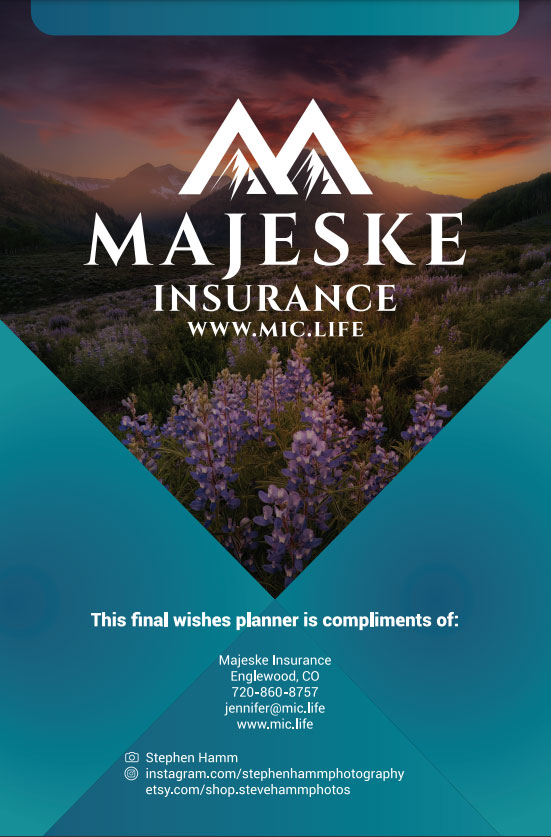 MAJESKE
INSURANCE
WWW.MIC.LIFE
This final wishes planner is compliments of:
Majeske Insurance
Englewood, CO
720-860-8757
jennifer@mic.life
www.mic.life
Stephen Hamm
instagram.com/stephenhammphotography
etsy.com/shop.stevehammphotos